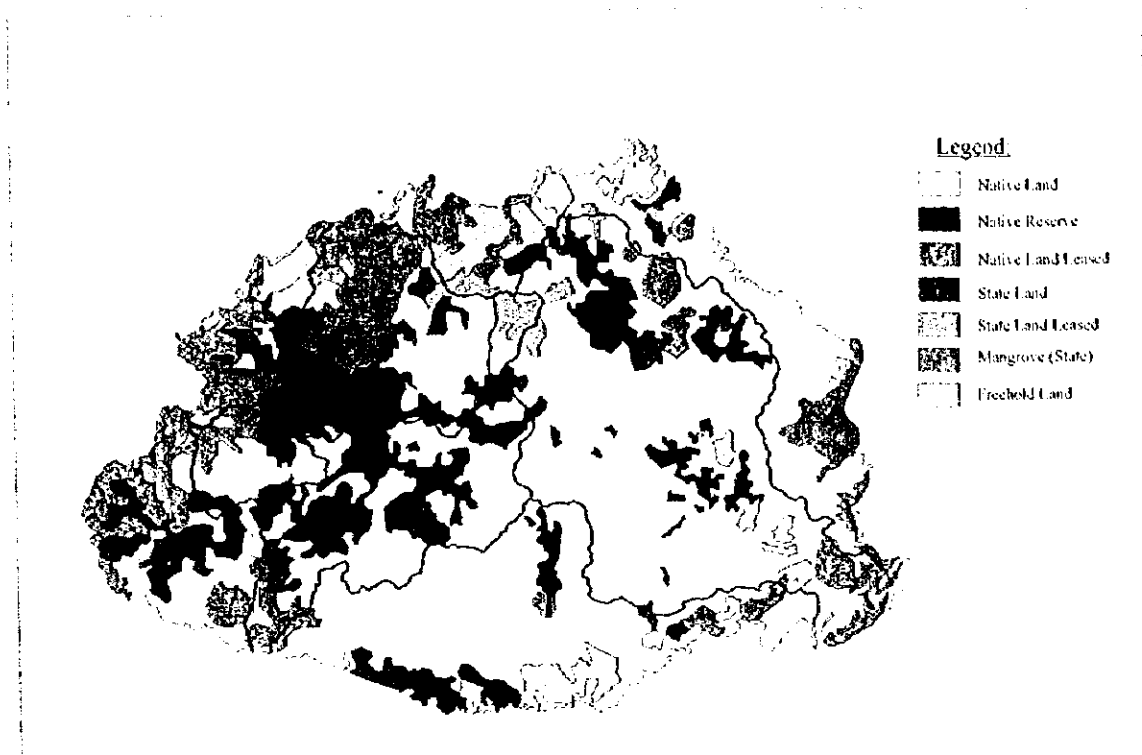 Legend:
Native Land
Native Reserve
Native Land Leased
State Land
State Land Leased
Mangrove (State)
Freehold Land